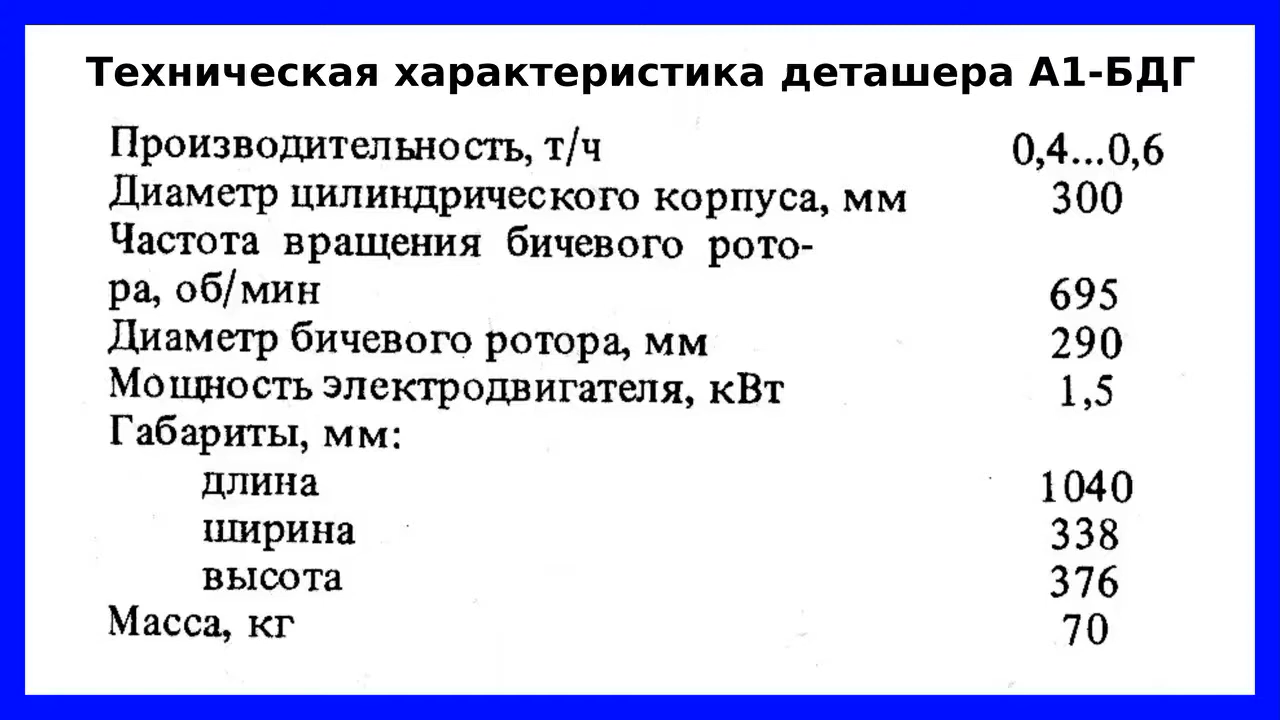 Техническая характеристика деташера А1-БДГ
Производительность, т/ч 0,4...0,6
Диаметр цилиндрического корпуса, мм 300
Частота вращения бичевого рото-
ра, об/мин 695
Диаметр бичевого ротора, мм 290
Мощность электродвигателя, кВт 1,5
Габариты, мм:
длина 1040
ширина 338
высота 376
Масса, кг 70